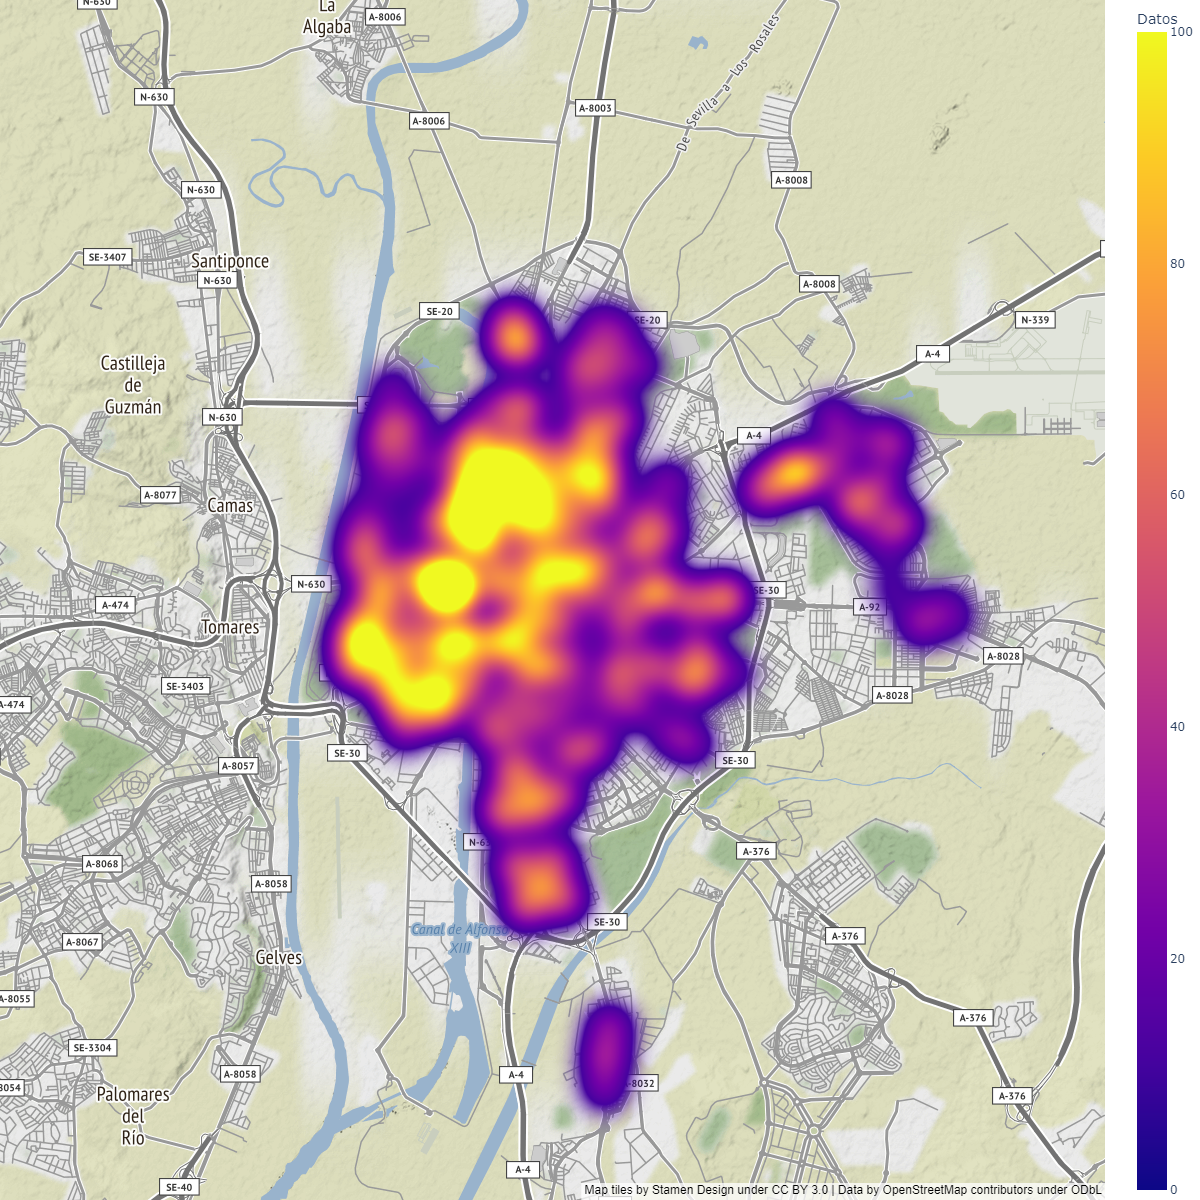 N-630
La
Algaba
A-8006
Datos
100
N-630
A-8003
A-8006
De Sevilla a Los Rosales
A-8008
N-630
SE-3407
Santiponce
N-630
80
A-8008
SE-20
SE-20
N-339
A-4
Castilleja
de
Guzmán
N-630
A-4
A-8077
Camas
60
N-630
SE-30
A-474
A-92
Tomares
A-8028
SE-3403
A-8028
A-474
40
SE-30
SE-30
A-8057
A-8068
A-376
A-8058
SE-30
Canal de Alfonso
XIII
A-8067
A-376
Gelves
20
A-8055
A-376
SE-3304
A-8058
A-4
-8032
8054
Palomares
del
Río
A-376
A-4
SE-40
0
Map tiles by Stamen Design under CC BY 3.0 | Data by OpenStreetMap contributors under ODbL